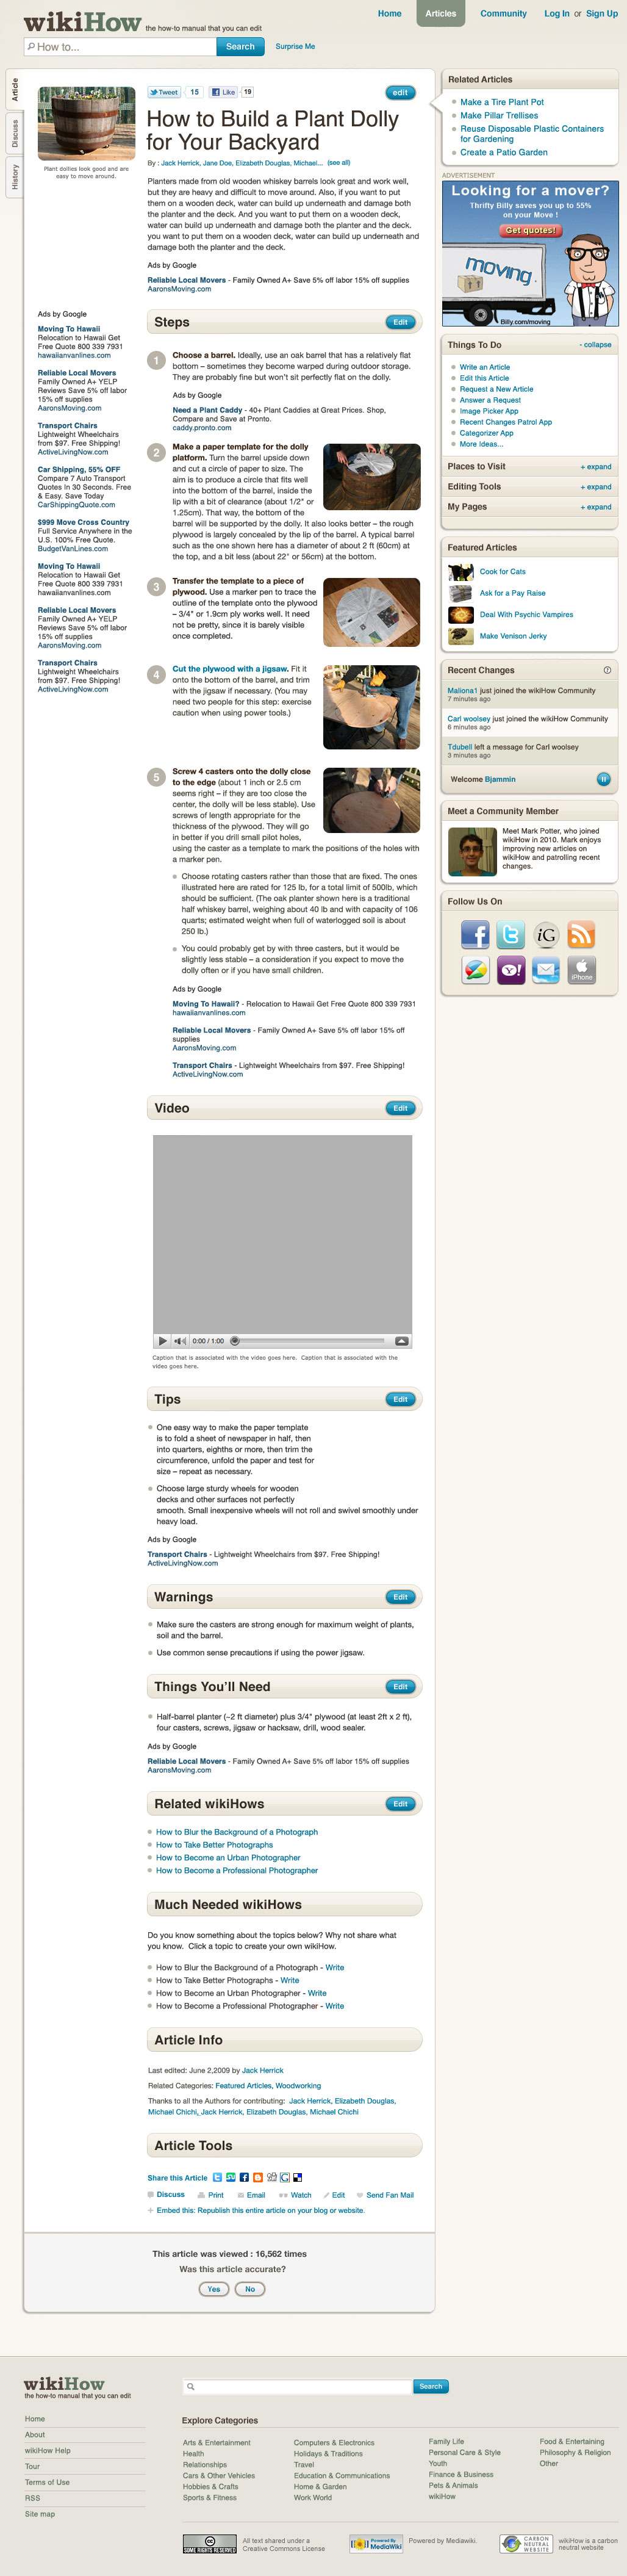 wikiHow the how-to manual that you can edit
Home Articles Community Log In or Sign Up
How to... Search Surprise Me
Article
Discuss
History
Plant doilies look good and are
easy to move around.
Tweet 15 Like 19 edit
How to Build a Plant Dolly
for Your Backyard
By : Jack Herrick, Jane Doe, Elizabeth Douglas, Michael... (see all)
Planters made from old wooden whiskey barrels look great and work well,
but they are heavy and difficult to move around. Also, if you want to put
them on a wooden deck, water can build up underneath and damage both
the planter and the deck. And you want to put them on a wooden deck,
water can build up underneath and damage both the planter and the deck.
you want to put them on a wooden deck, water can build up underneath and
damage both the planter and the deck.
Ads by Google
Reliable Local Movers - Family Owned A+ Save 5% off labor 15% off supplies
AaronsMoving.com
Ads by Google
Moving To Hawaii
Relocation to Hawaii Get
Free Quote 800 339 7931
hawaiianvanlines.com
Reliable Local Movers
Family Owned A+ YELP
Reviews Save 5% off labor
15% off supplies
AaronsMoving.com
Transport Chairs
Lightweight Wheelchairs
from $97. Free Shipping!
ActiveLivingNow.com
Car Shipping, 55% OFF
Compare 7 Auto Transport
Quotes In 30 Seconds. Free
& Easy. Save Today
CarShippingQuote.com
$999 Move Cross Country
Full Service Anywhere in the
U.S. 100% Free Quote.
BudgetVanLines.com
Moving To Hawaii
Relocation to Hawaii Get
Free Quote 800 339 7931
hawaiianvanlines.com
Reliable Local Movers
Family Owned A+ YELP
Reviews Save 5% off labor
15% off supplies
AaronsMoving.com
Transport Chairs
Lightweight Wheelchairs
from $97. Free Shipping!
ActiveLivingNow.com
Steps Edit
1 Choose a barrel. Ideally, use an oak barrel that has a relatively flat
bottom – sometimes they become warped during outdoor storage.
They are probably fine but won't sit perfectly flat on the dolly.
Ads by Google
Need a Plant Caddy - 40+ Plant Caddies at Great Prices. Shop,
Compare and Save at Pronto.
caddy.pronto.com
2 Make a paper template for the dolly
platform. Turn the barrel upside down
and cut a circle of paper to size. The
aim is to produce a circle that fits well
into the bottom of the barrel, inside the
lip with a bit of clearance (about 1/2" or
1.25cm). That way, the bottom of the
barrel will be supported by the dolly. It also looks better – the rough
plywood is largely concealed by the lip of the barrel. A typical barrel
such as the one shown here has a diameter of about 2 ft (60cm) at
the top, and a bit less (about 22" or 56cm) at the bottom.
3 Transfer the template to a piece of
plywood. Use a marker pen to trace the
outline of the template onto the plywood
– 3/4" or 1.9cm ply works well. It need
not be pretty, since it is barely visible
once completed.
4 Cut the plywood with a jigsaw. Fit it
onto the bottom of the barrel, and trim
with the jigsaw if necessary. (You may
need two people for this step: exercise
caution when using power tools.)
5 Screw 4 casters onto the dolly close
to the edge (about 1 inch or 2.5 cm
seems right – if they are too close to the
center, the dolly will be less stable). Use
screws of length appropriate for the
thickness of the plywood. They will go
in better if you drill small pilot holes,
using the caster as a template to mark the positions of the holes with
a marker pen.
Choose rotating casters rather than those that are fixed. The ones
illustrated here are rated for 125 lb, for a total limit of 500lb, which
should be sufficient. (The oak planter shown here is a traditional
half whiskey barrel, weighing about 40 lb and with capacity of 106
quarts; estimated weight when full of waterlogged soil is about
250 lb.)
You could probably get by with three casters, but it would be
slightly less stable – a consideration if you expect to move the
dolly often or if you have small children.
Ads by Google
Moving To Hawaii? - Relocation to Hawaii Get Free Quote 800 339 7931
hawaiianvanlines.com
Reliable Local Movers - Family Owned A+ Save 5% off labor 15% off
supplies
AaronsMoving.com
Transport Chairs - Lightweight Wheelchairs from $97. Free Shipping!
ActiveLivingNow.com
Video Edit
0:00 / 1:00
Caption that is associated with the video goes here. Caption that is associated with the
video goes here.
Tips Edit
One easy way to make the paper template
is to fold a sheet of newspaper in half, then
into quarters, eighths or more, then trim the
circumference, unfold the paper and test for
size – repeat as necessary.
Choose large sturdy wheels for wooden
decks and other surfaces not perfectly
smooth. Small inexpensive wheels will not roll and swivel smoothly under
heavy load.
Ads by Google
Transport Chairs - Lightweight Wheelchairs from $97. Free Shipping!
ActiveLivingNow.com
Warnings Edit
Make sure the casters are strong enough for maximum weight of plants,
soil and the barrel.
Use common sense precautions if using the power jigsaw.
Things You'll Need Edit
Half-barrel planter (~2 ft diameter) plus 3/4" plywood (at least 2ft x 2 ft),
four casters, screws, jigsaw or hacksaw, drill, wood sealer.
Ads by Google
Reliable Local Movers - Family Owned A+ Save 5% off labor 15% off supplies
AaronsMoving.com
Related wikiHows Edit
How to Blur the Background of a Photograph
How to Take Better Photographs
How to Become an Urban Photographer
How to Become a Professional Photographer
Much Needed wikiHows
Do you know something about the topics below? Why not share what
you know. Click a topic to create your own wikiHow.
How to Blur the Background of a Photograph - Write
How to Take Better Photographs - Write
How to Become an Urban Photographer - Write
How to Become a Professional Photographer - Write
Article Info
Last edited: June 2,2009 by Jack Herrick
Related Categories: Featured Articles, Woodworking
Thanks to all the Authors for contributing: Jack Herrick, Elizabeth Douglas,
Michael Chichi, Jack Herrick, Elizabeth Douglas, Michael Chichi
Article Tools
Share this Article
Discuss Print Email Watch Edit Send Fan Mail
Embed this: Republish this entire article on your blog or website.
This article was viewed : 16,562 times
Was this article accurate?
Yes No
Related Articles
Make a Tire Plant Pot
Make Pillar Trellises
Reuse Disposable Plastic Containers
for Gardening
Create a Patio Garden
ADVERTISEMENT
Looking for a mover?
Thrifty Billy saves you up to 55%
on your Move !
Get quotes!
moving
Billy.com/moving
Things To Do - collapse
Write an Article
Edit this Article
Request a New Article
Answer a Request
Image Picker App
Recent Changes Patrol App
Categorizer App
More Ideas...
Places to Visit + expand
Editing Tools + expand
My Pages + expand
Featured Articles
Cook for Cats
Ask for a Pay Raise
Deal With Psychic Vampires
Make Venison Jerky
Recent Changes
Maliona1 just joined the wikiHow Community
7 minutes ago
Carl woolsey just joined the wikiHow Community
6 minutes ago
Tdubell left a message for Carl woolsey
3 minutes ago
Welcome Bjammin
Meet a Community Member
Meet Mark Potter, who joined
wikiHow in 2010. Mark enjoys
improving new articles on
wikiHow and patrolling recent
changes.
Follow Us On
iG
Y!
iPhone
wikiHow
the how-to manual that you can edit
Search
Home
About
wikiHow Help
Tour
Terms of Use
RSS
Site map
Explore Categories
Arts & Entertainment
Health
Relationships
Cars & Other Vehicles
Hobbies & Crafts
Sports & Fitness
Computers & Electronics
Holidays & Traditions
Travel
Education & Communications
Home & Garden
Work World
Family Life
Personal Care & Style
Youth
Finance & Business
Pets & Animals
wikiHow
Food & Entertaining
Philosophy & Religion
Other
cc
SOME RIGHTS RESERVED
All text shared under a
Creative Commons License
Powered By
MediaWiki
Powered by Mediawiki.
CARBON
NEUTRAL
WEBSITE
wikiHow is a carbon
neutral website